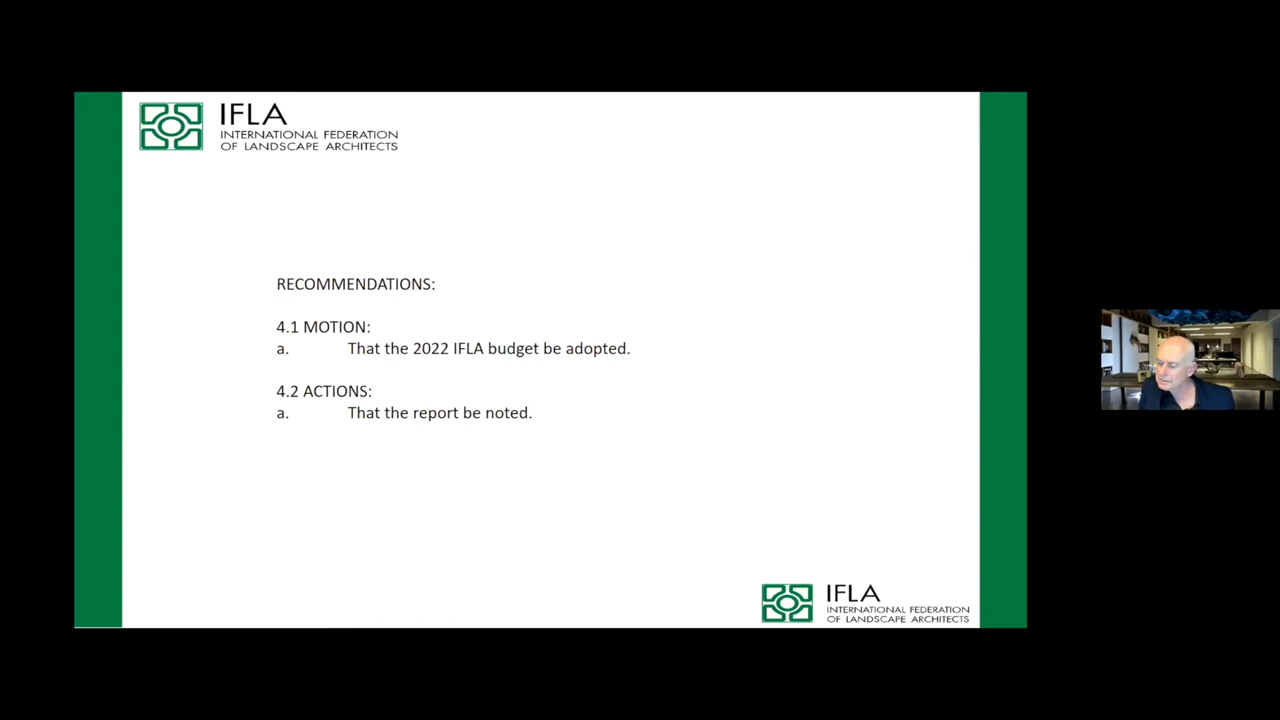 IFLA
INTERNATIONAL FEDERATION
OF LANDSCAPE ARCHITECTS
RECOMMENDATIONS:
4.1 MOTION:
a. That the 2022 IFLA budget be adopted.
4.2 ACTIONS:
a. That the report be noted.
IFLA
INTERNATIONAL FEDERATION
OF LANDSCAPE ARCHITECTS